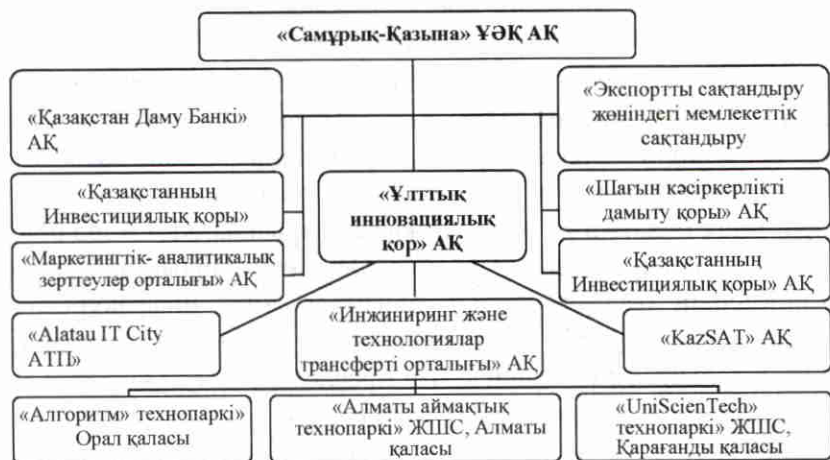 «Самұрық-Қазына» ҰӘҚ АҚ
«Қазақстан Даму Банкі»
АҚ
«Экспортты сақтандыру
жөніндегі мемлекеттік
сақтандыру
«Қазақстанның
Инвестициялық қоры»
«Ұлттық
инновациялық
қор» АҚ
«Шағын кәсіркерлікті
дамыту қоры» АҚ
«Маркетингтік- аналитикалық
зерттеулер орталығы» АҚ
«Қазақстанның
Инвестициялық қоры» АҚ
«Alatau IT City
АТП»
«Инжиниринг және
технологиялар
трансферті орталығы» АҚ
«KazSAT» АҚ
«Алгоритм» технопаркі»
Орал қаласы
«Алматы аймақтық
технопаркі» ЖШС, Алматы
қаласы
«UniScienTech»
технопаркі» ЖШС,
Қарағанды қаласы